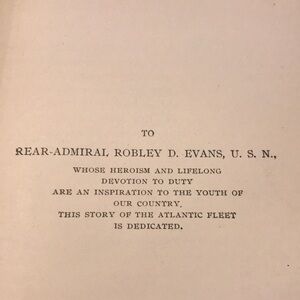 TO
REAR-ADMIRAL ROBLEY D. EVANS, U. S. N.,
WHOSE HEROISM AND LIFELONG
DEVOTION TO DUTY
ARE AN INSPIRATION TO THE YOUTH OF
OUR COUNTRY,
THIS STORY OF THE ATLANTIC FLEET
IS DEDICATED.